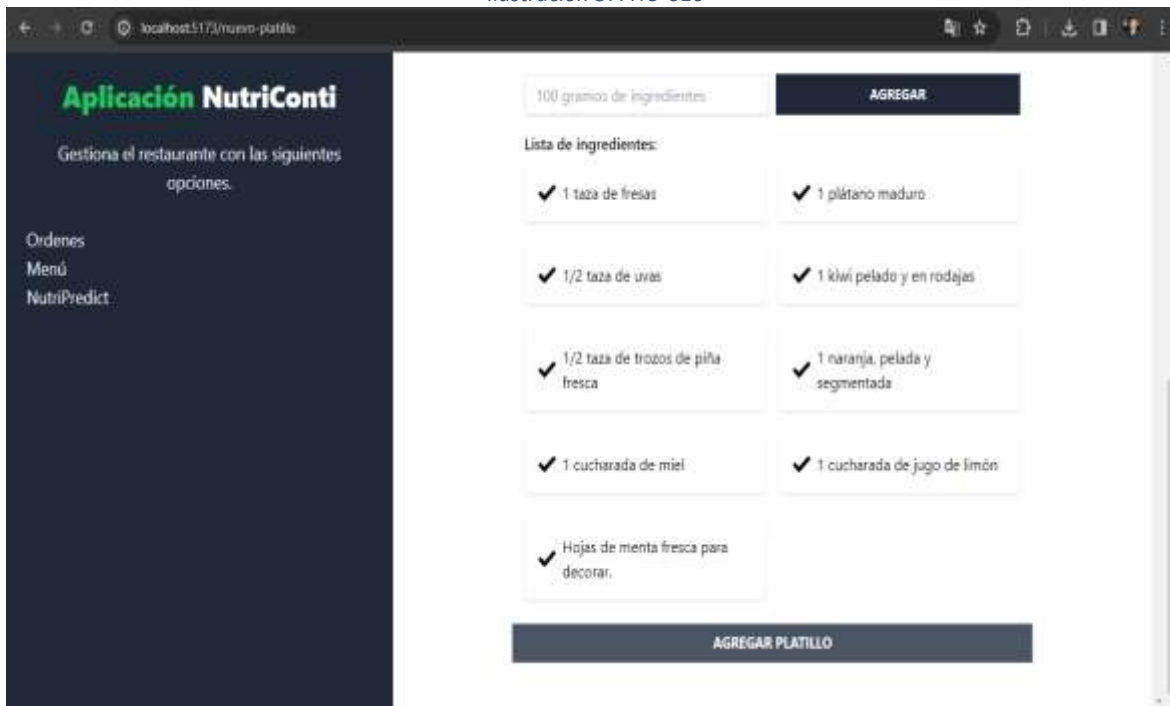 localhost:5173/nuevo-platillo
Aplicación NutriConti
Gestiona el restaurante con las siguientes
opciones.
Ordenes
Menú
NutriPredict
100 gramos de ingredientes
AGREGAR
Lista de ingredientes:
1 taza de fresas
1 plátano maduro
1/2 taza de uvas
1 kiwi pelado y en rodajas
1/2 taza de trozos de piña
fresca
1 naranja, pelada y
segmentada
1 cucharada de miel
1 cucharada de jugo de limón
Hojas de menta fresca para
decorar.
AGREGAR PLATILLO